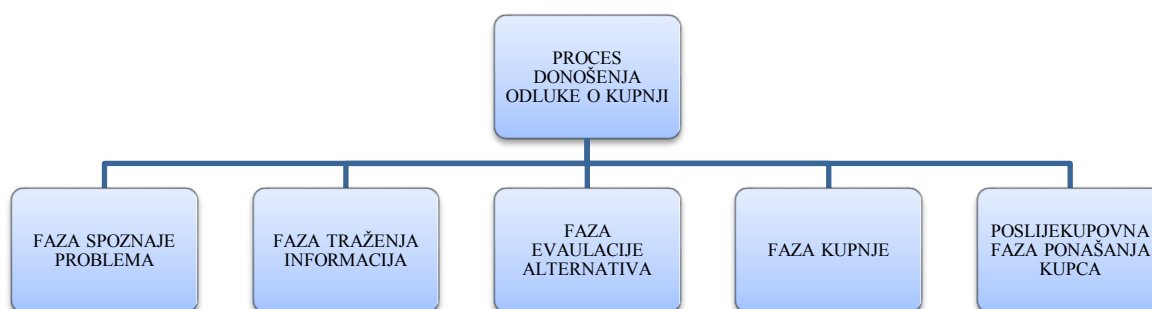 PROCES
DONOŠENJA
ODLUKE O KUPNJI
FAZA SPOZNAJE
PROBLEMA
FAZA TRAŽENJA
INFORMACIJA
FAZA
EVAULACIJE
ALTERNATIVA
FAZA KUPNJE
POSLIJEKUPOVNA
FAZA PONAŠANJA
KUPCA